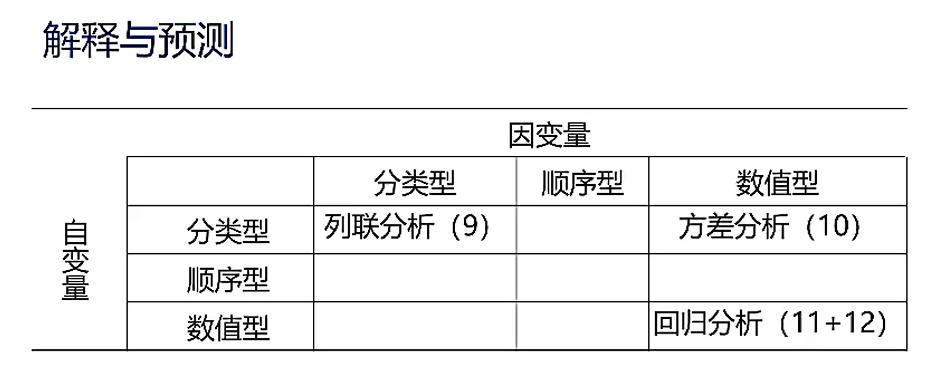 解释与预测
因变量
分类型 顺序型 数值型
自变量
分类型 列联分析（9） 方差分析（10）
顺序型
数值型 回归分析（11+12）